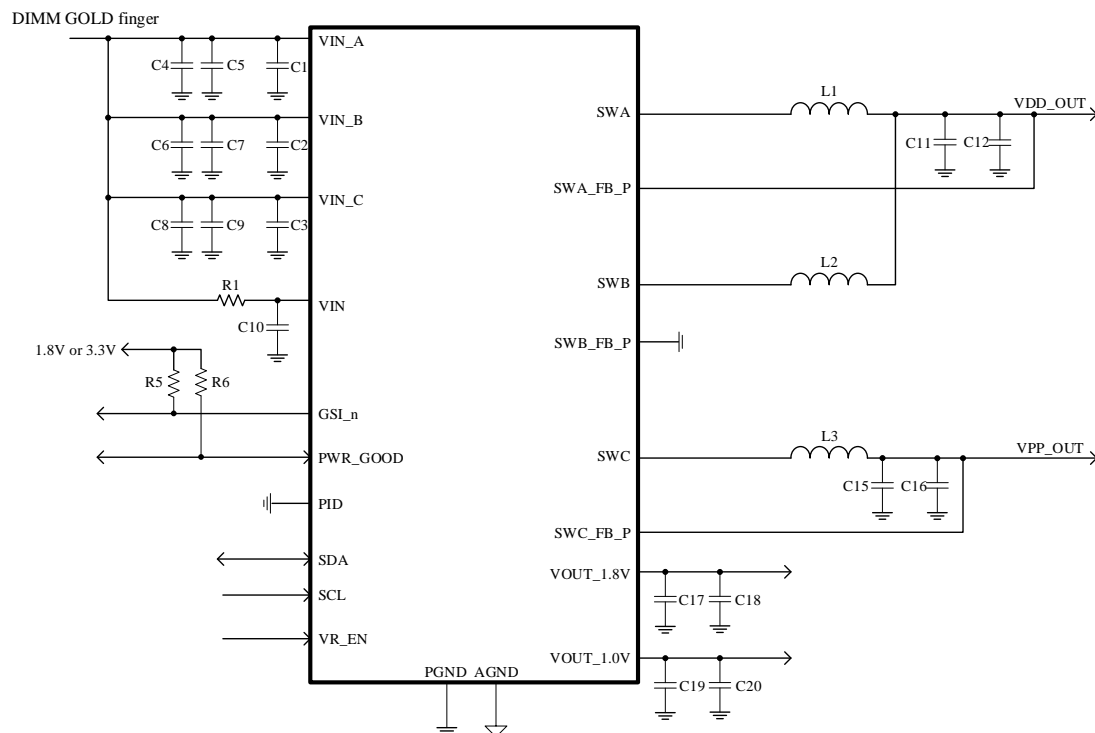 DIMM GOLD finger
VIN_A
C4
C5
C1
VIN_B
C6
C7
C2
VIN_C
C8
C9
C3
R1
VIN
C10
1.8V or 3.3V
R5
R6
GSI_n
PWR_GOOD
PID
SDA
SCL
VR_EN
PGND
AGND
SWA
L1
VDD_OUT
C11
C12
SWA_FB_P
L2
SWB
SWB_FB_P
SWC
L3
VPP_OUT
C15
C16
SWC_FB_P
VOUT_1.8V
C17
C18
VOUT_1.0V
C19
C20